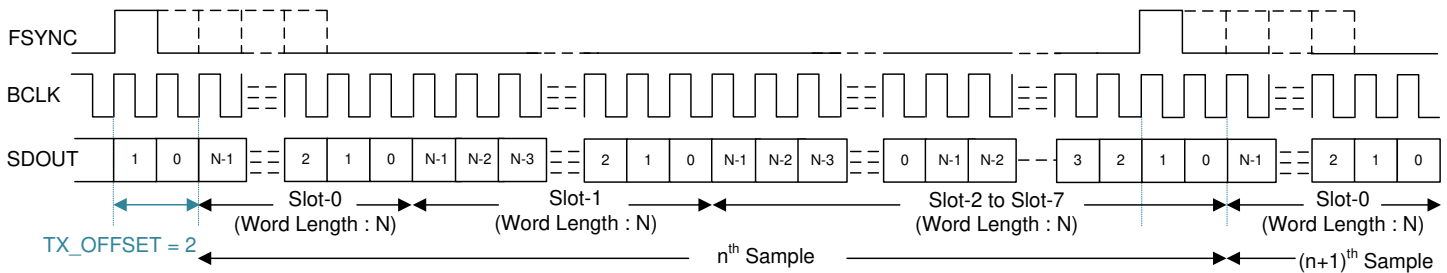 FSYNC
BCLK
SDOUT 1 0 N-1 2 1 0 N-1 N-2 N-3 2 1 0 N-1 N-2 N-3 0 N-1 N-2 3 2 1 0 N-1 2 1 0
Slot-0 Slot-1 Slot-2 to Slot-7 Slot-0
(Word Length : N) (Word Length : N) (Word Length : N) (Word Length : N)
TX_OFFSET = 2 nth Sample (n+1)th Sample